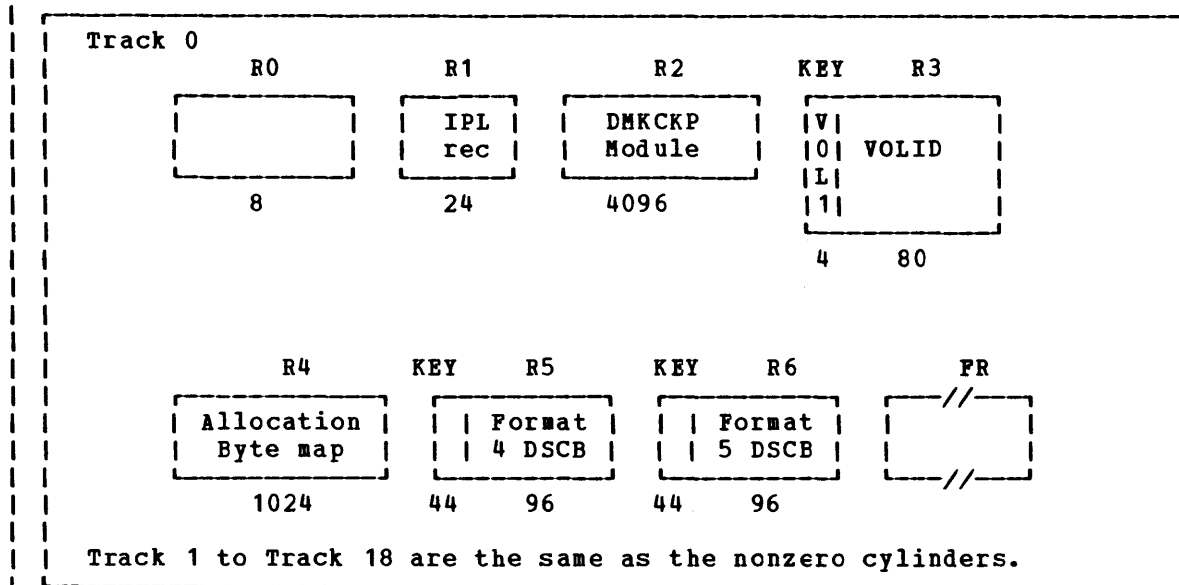 Track 0
R0 R1 R2 KEY R3
IPL DMKCKP V
rec Module O VOLID
L
8 24 4096 1
4 80
R4 KEY R5 KEY R6 FR
Allocation Format Format
Byte map 4 DSCB 5 DSCB
1024 44 96 44 96
Track 1 to Track 18 are the same as the nonzero cylinders.